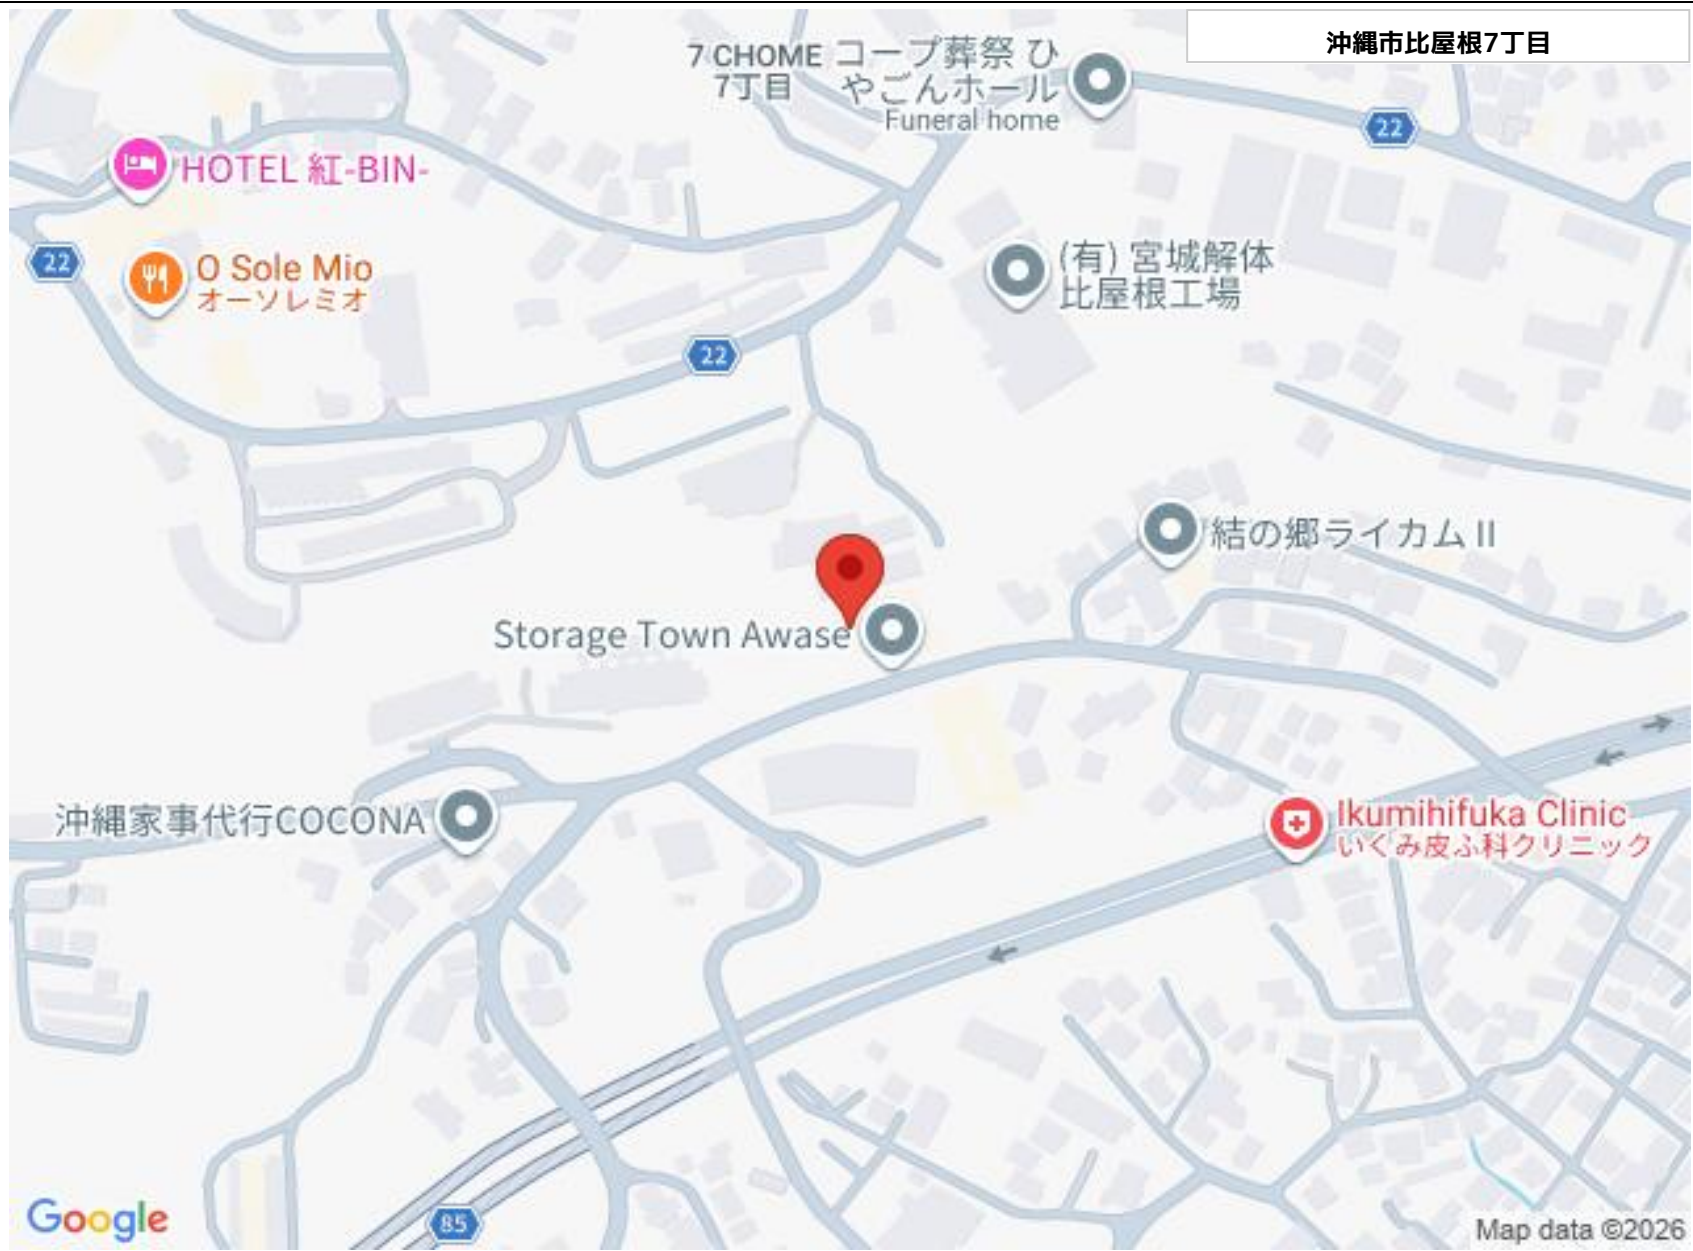 沖縄市比屋根7丁目
7 CHOME
7丁目
コープ葬祭 ひ
やごんホール
Funeral home
22
HOTEL 紅-BIN-
22
O Sole Mio
オーソレミオ
(有) 宮城解体
比屋根工場
22
結の郷ライカム II
Storage Town Awase
沖縄家事代行COCONA
Ikumihifuka Clinic
いくみ皮ふ科クリニック
85
Google
Map data ©2026